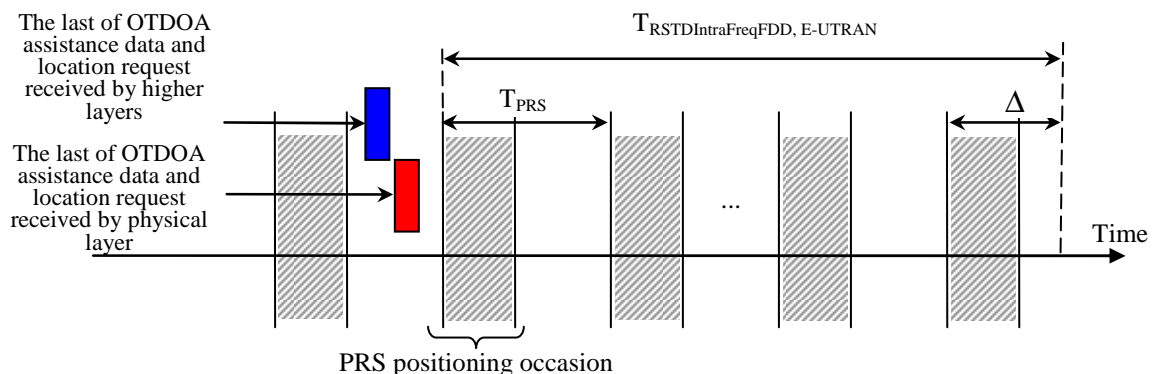 The last of OTDOA
assistance data and
location request
received by higher
layers
The last of OTDOA
assistance data and
location request
received by physical
layer
T_RSTDIntraFreqFDD, E-UTRAN
T_PRS
Δ
...
Time
PRS positioning occasion